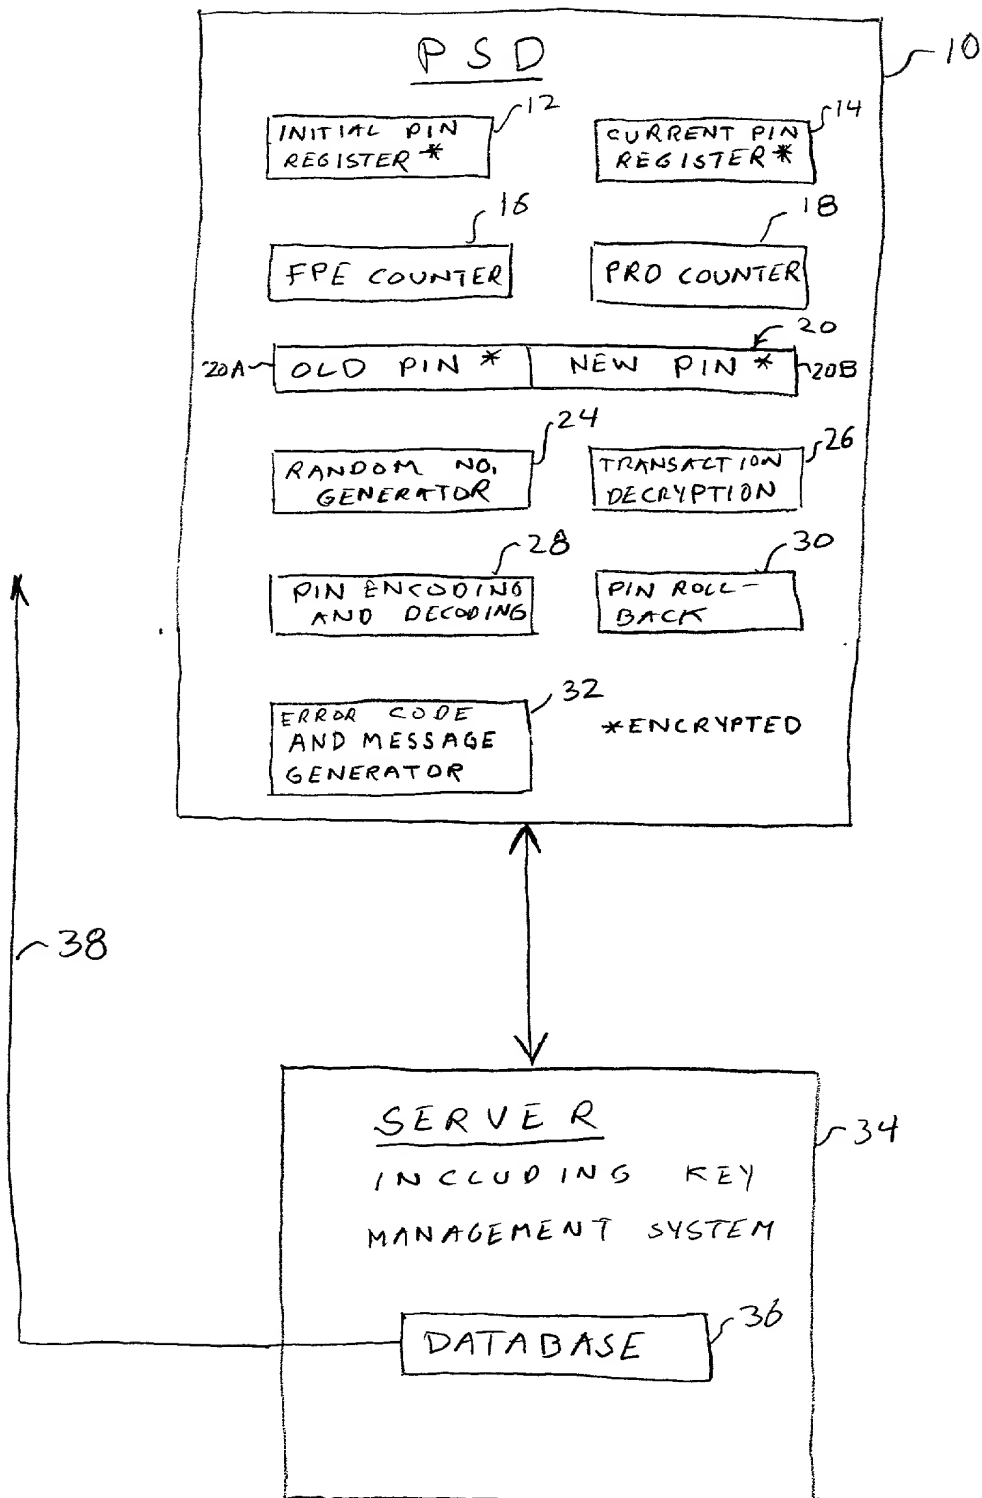 PSD
10
12
14
INITIAL PIN
REGISTER *
CURRENT PIN
REGISTER *
16
18
FPE COUNTER
PRO COUNTER
20
20A
OLD PIN *
NEW PIN *
20B
24
26
RANDOM NO.
GENERATOR
TRANSACTION
DECRYPTION
28
30
PIN ENCODING
AND DECODING
PIN ROLL-
BACK
32
ERROR CODE
AND MESSAGE
GENERATOR
*ENCRYPTED
38
SERVER
34
INCLUDING KEY
MANAGEMENT SYSTEM
36
DATABASE